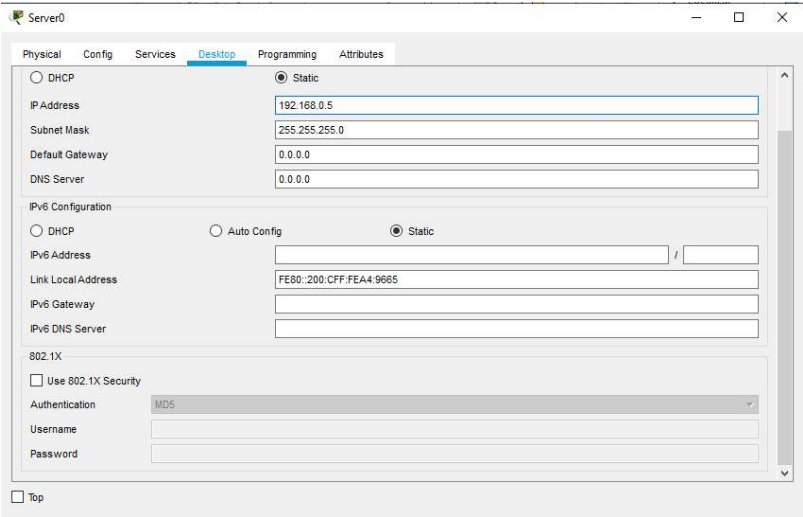 Server0
Physical Config Services Desktop Programming Attributes
DHCP Static
IP Address 192.168.0.5
Subnet Mask 255.255.255.0
Default Gateway 0.0.0.0
DNS Server 0.0.0.0
IPv6 Configuration
DHCP Auto Config Static
IPv6 Address /
Link Local Address FE80::200:CFF:FEA4:9665
IPv6 Gateway
IPv6 DNS Server
802.1X
Use 802.1X Security
Authentication MD5
Username
Password
Top